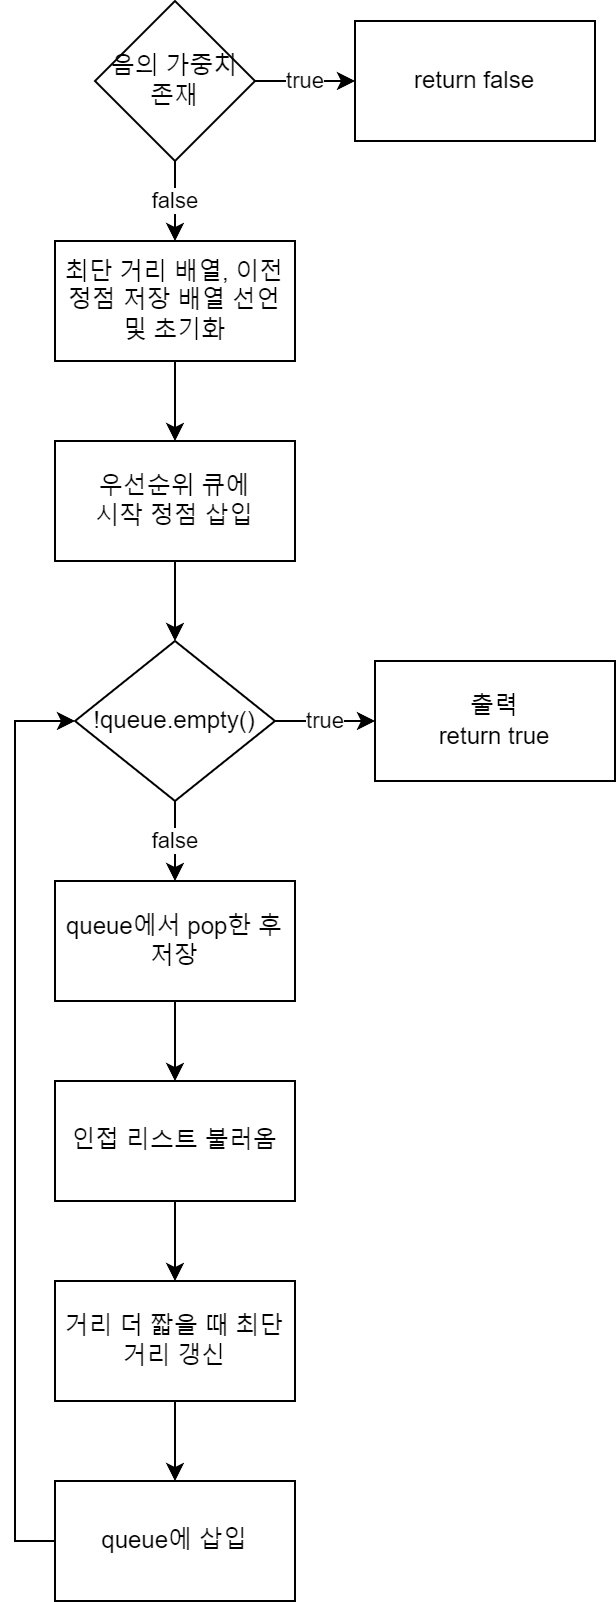 음의 가중치
존재
true
return false
false
최단 거리 배열, 이전
정점 저장 배열 선언
및 초기화
우선순위 큐에
시작 정점 삽입
!queue.empty()
true
출력
return true
false
queue에서 pop한 후
저장
인접 리스트 불러옴
거리 더 짧을 때 최단
거리 갱신
queue에 삽입